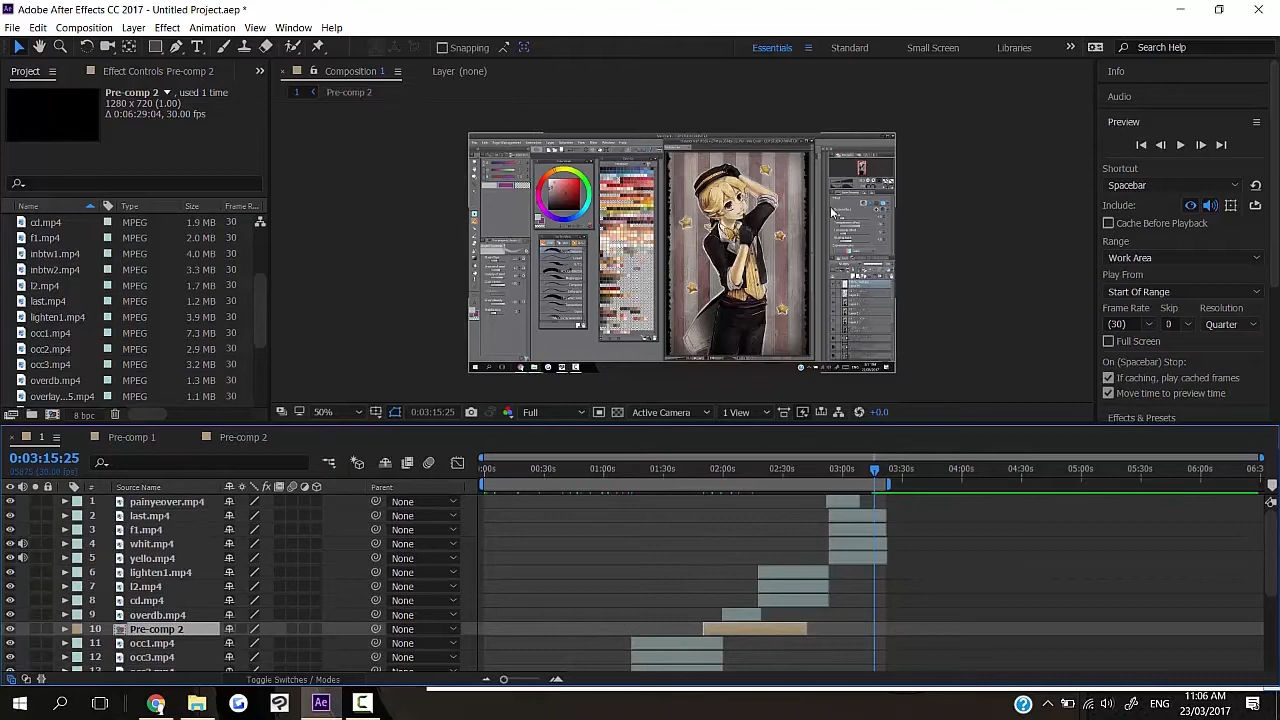 Adobe After Effects CC 2017 - Untitled Project.aep *
File Edit Composition Layer Effect Animation View Window Help
Snapping Essentials Standard Small Screen Libraries Search Help
Project Effect Controls Pre-comp 2 Composition 1 Layer (none) Info
Pre-comp 2 , used 1 time 1 Pre-comp 2 Audio
1280 x 720 (1.00)
Δ 0:06:29:04, 30.00 fps
Preview
Shortcut
Spacebar
Include:
Cache Before Playback
Range
Work Area
Play From
Start Of Range
Frame Rate Skip Resolution
(30) 0 Quarter
Full Screen
On (Spacebar) Stop:
If caching, play cached frames
Move time to preview time
Effects & Presets
Name Type Size Frame R...
cd.mp4 MPEG 1.5 MB 30
f1.mp4 MPEG 2.0 MB 30
inbtw1.mp4 MPEG 4.0 MB 30
inbtw2.mp4 MPEG 3.3 MB 30
l2.mp4 MPEG 1.7 MB 30
last.mp4 MPEG 1.2 MB 30
lighten1.mp4 MPEG 3.9 MB 30
occ1.mp4 MPEG 7.3 MB 30
occ2.mp4 MPEG 2.9 MB 30
occ3.mp4 MPEG 2.4 MB 30
overdb.mp4 MPEG 1.6 MB 30
overlay...5.mp4 MPEG 1.1 MB 30
8 bpc 50% 0:03:15:25 Full Active Camera 1 View +0.0
1 Pre-comp 1 Pre-comp 2
0:03:15:25
05875 (30.00 fps)
:00s 00:30s 01:00s 01:30s 02:00s 02:30s 03:00s 03:30s 04:00s 04:30s 05:00s 05:30s 06:00s 06:3
# Source Name fx Parent
1 painyeover.mp4 None
2 last.mp4 None
3 f1.mp4 None
4 whit.mp4 None
5 yello.mp4 None
6 lighten1.mp4 None
7 l2.mp4 None
8 cd.mp4 None
9 overdb.mp4 None
10 Pre-comp 2 None
11 occ1.mp4 None
12 occ3.mp4 None
Toggle Switches / Modes
ENG 11:06 AM
23/03/2017